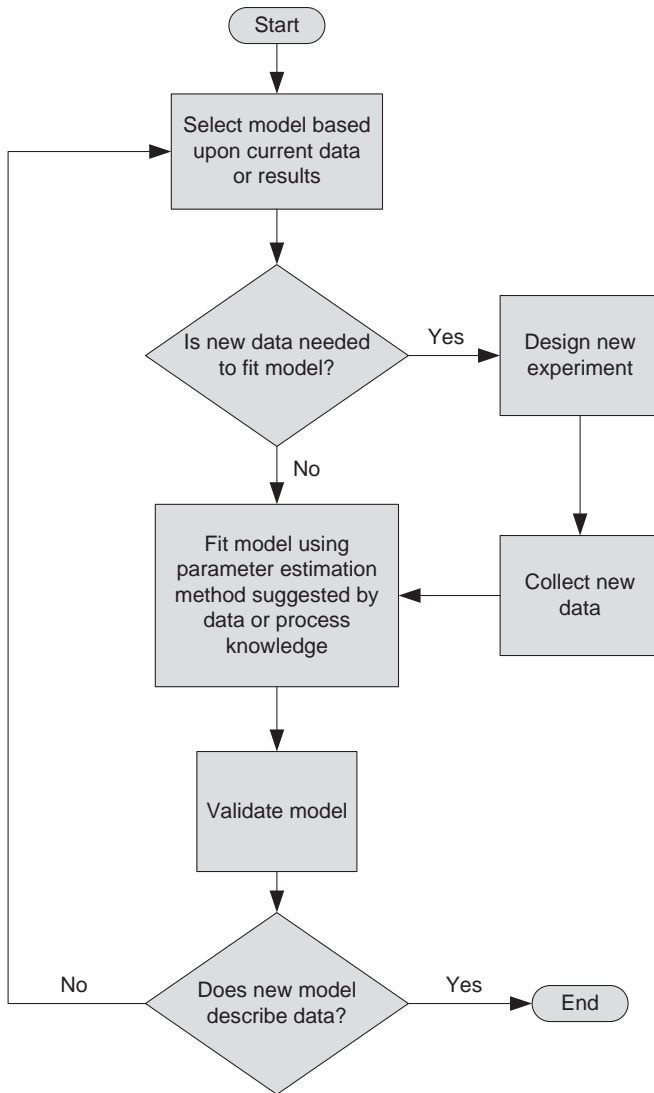 Start
Select model based
upon current data
or results
Is new data needed
to fit model?
Yes
Design new
experiment
No
Fit model using
parameter estimation
method suggested by
data or process
knowledge
Collect new
data
Validate model
Does new model
describe data?
No
Yes
End